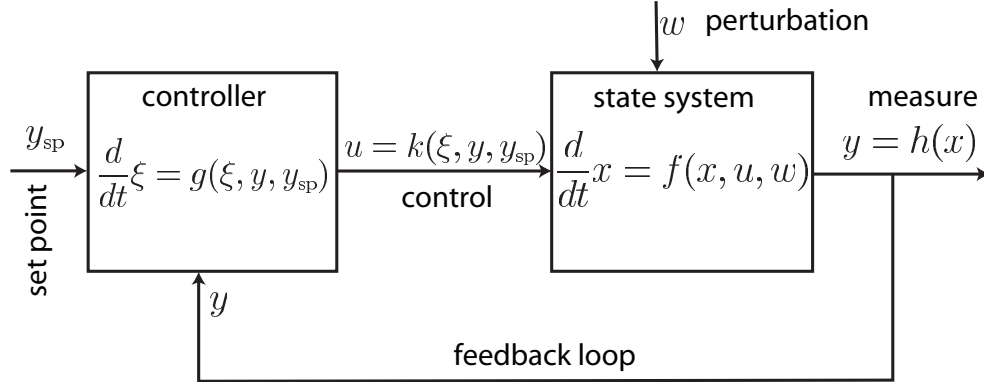 w perturbation
controller
state system
measure
y_sp
u = k(ξ, y, y_sp)
y = h(x)
d/dt ξ = g(ξ, y, y_sp)
d/dt x = f(x, u, w)
control
set point
y
feedback loop